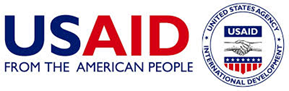 USAID
FROM THE AMERICAN PEOPLE
UNITED STATES AGENCY
USAID
INTERNATIONAL DEVELOPMENT